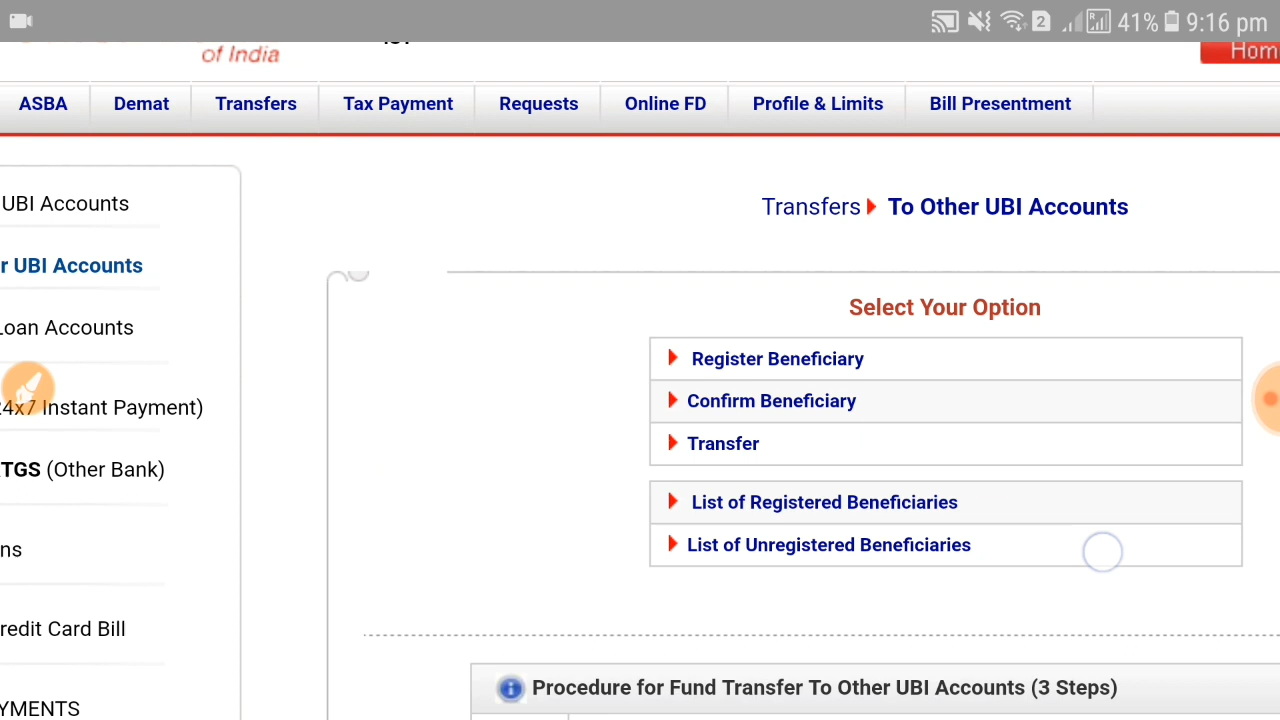 2 41% 9:16 pm
of India
Hom
ASBA Demat Transfers Tax Payment Requests Online FD Profile & Limits Bill Presentment
UBI Accounts
r UBI Accounts
Loan Accounts
24x7 Instant Payment)
TGS (Other Bank)
ns
redit Card Bill
YMENTS
Transfers To Other UBI Accounts
Select Your Option
Register Beneficiary
Confirm Beneficiary
Transfer
List of Registered Beneficiaries
List of Unregistered Beneficiaries
Procedure for Fund Transfer To Other UBI Accounts (3 Steps)